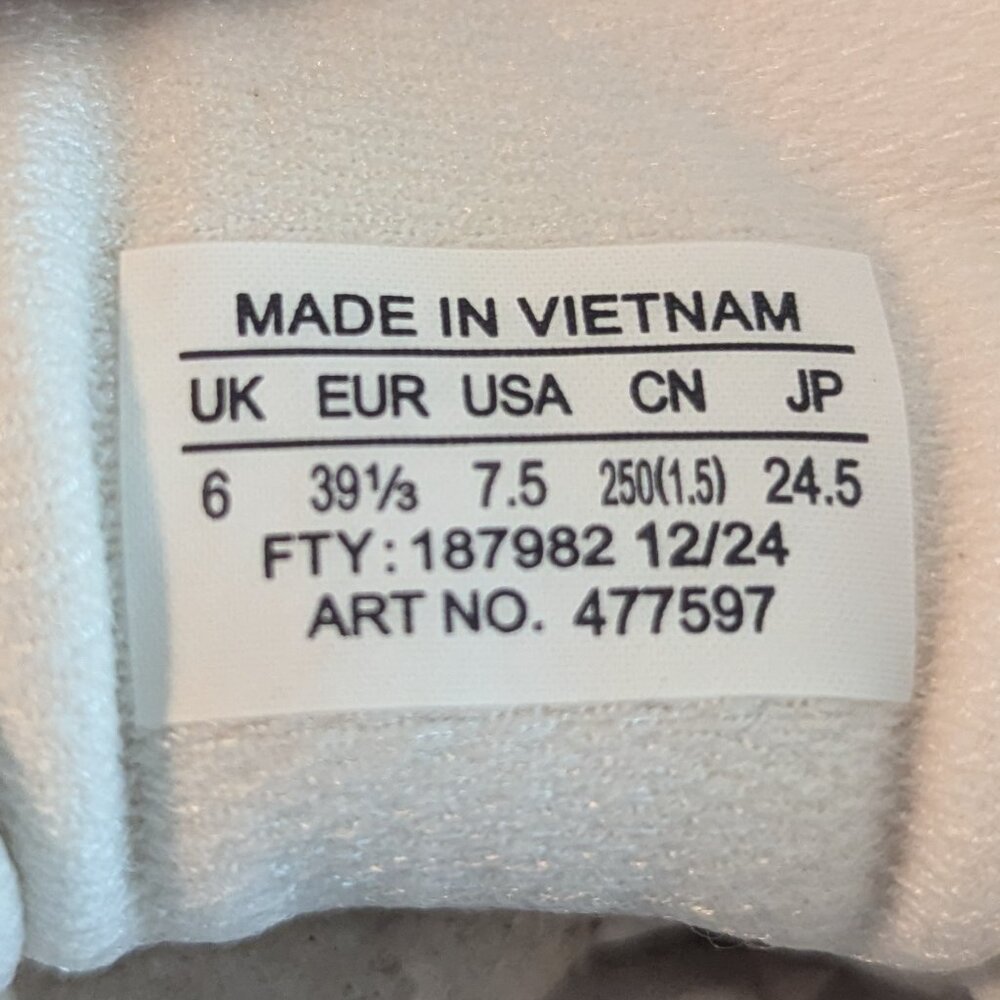 MADE IN VIETNAM
UK EUR USA CN JP
6 39⅓ 7.5 250(1.5) 24.5
FTY: 187982 12/24
ART NO. 477597